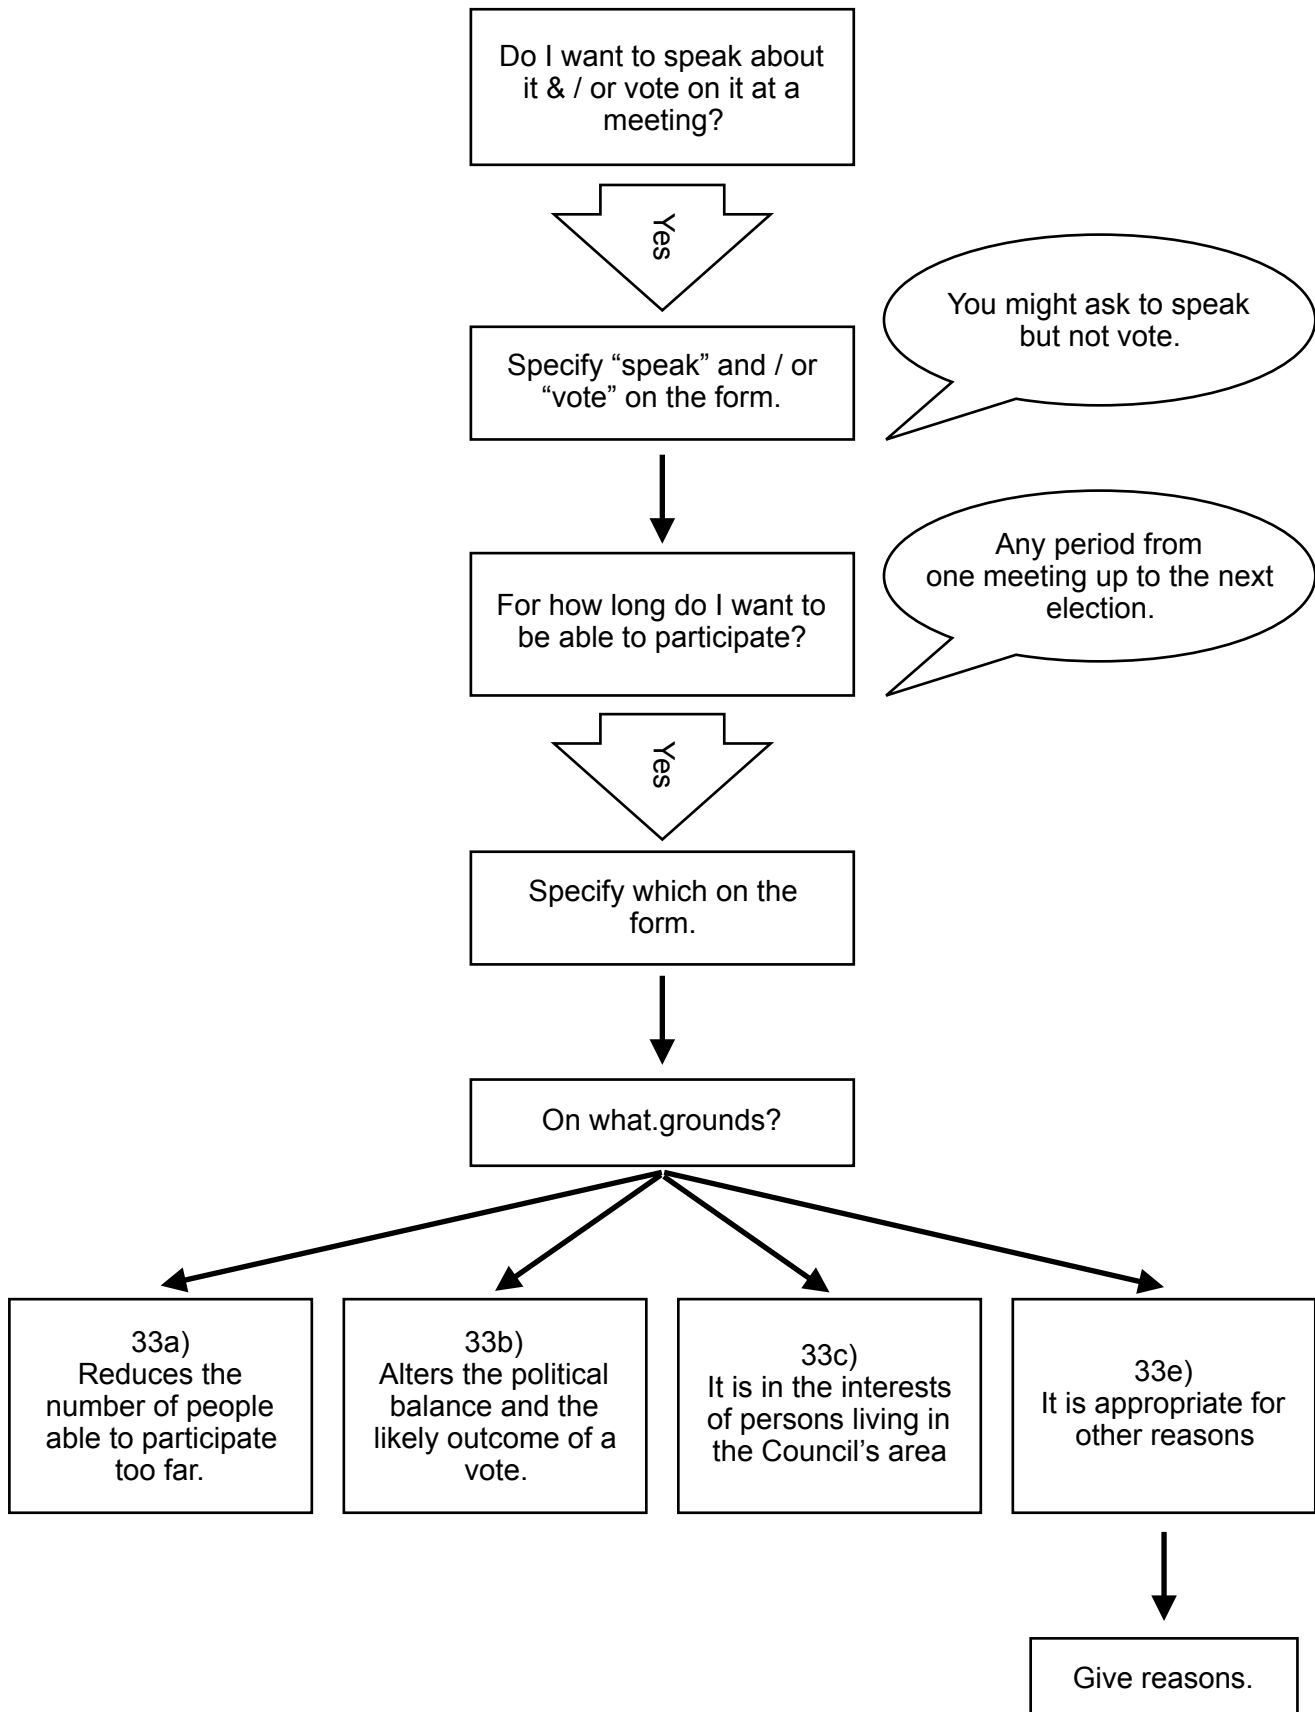 Do I want to speak about
it & / or vote on it at a
meeting?
Yes
Specify “speak” and / or
“vote” on the form.
You might ask to speak
but not vote.
For how long do I want to
be able to participate?
Any period from
one meeting up to the next
election.
Yes
Specify which on the
form.
On what.grounds?
33a)
Reduces the
number of people
able to participate
too far.
33b)
Alters the political
balance and the
likely outcome of a
vote.
33c)
It is in the interests
of persons living in
the Council’s area
33e)
It is appropriate for
other reasons
Give reasons.